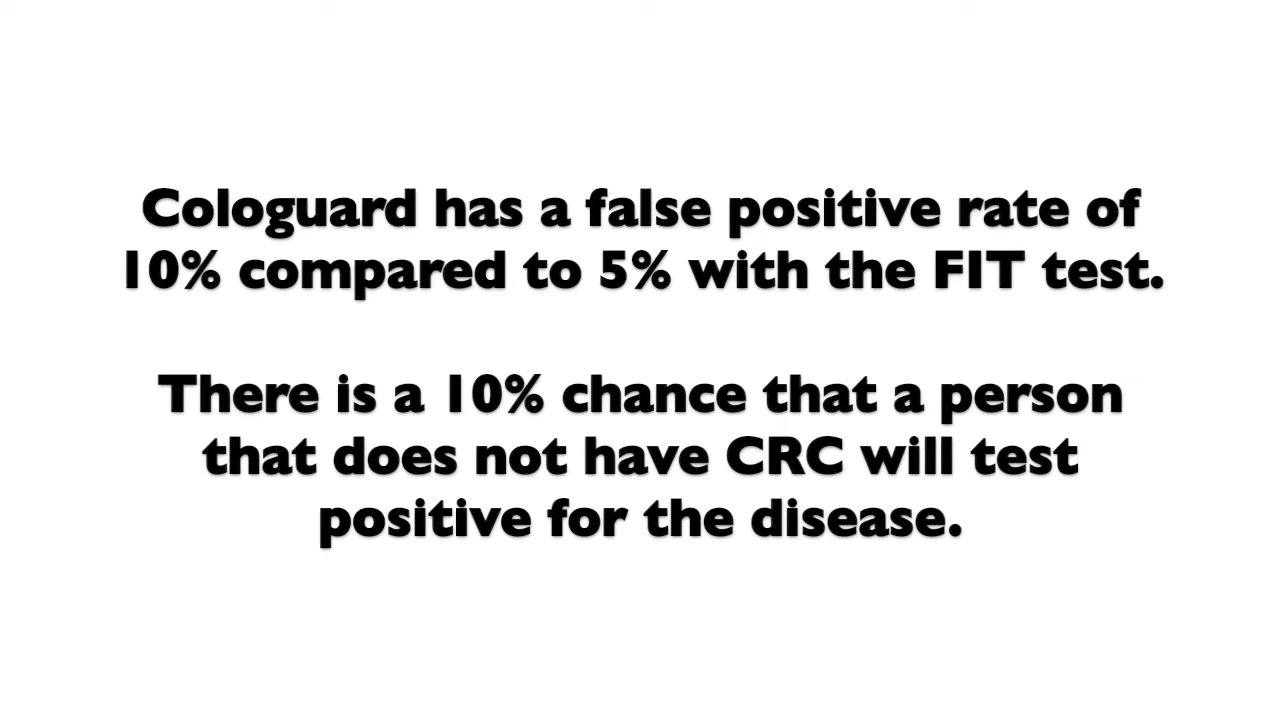 Cologuard has a false positive rate of
10% compared to 5% with the FIT test.
There is a 10% chance that a person
that does not have CRC will test
positive for the disease.